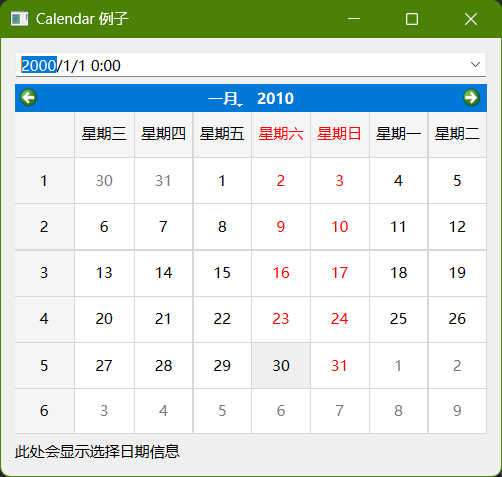 Calendar 例子
2000/1/1 0:00
一月 2010
星期三 星期四 星期五 星期六 星期日 星期一 星期二
1 30 31 1 2 3 4 5
2 6 7 8 9 10 11 12
3 13 14 15 16 17 18 19
4 20 21 22 23 24 25 26
5 27 28 29 30 31 1 2
6 3 4 5 6 7 8 9
此处会显示选择日期信息